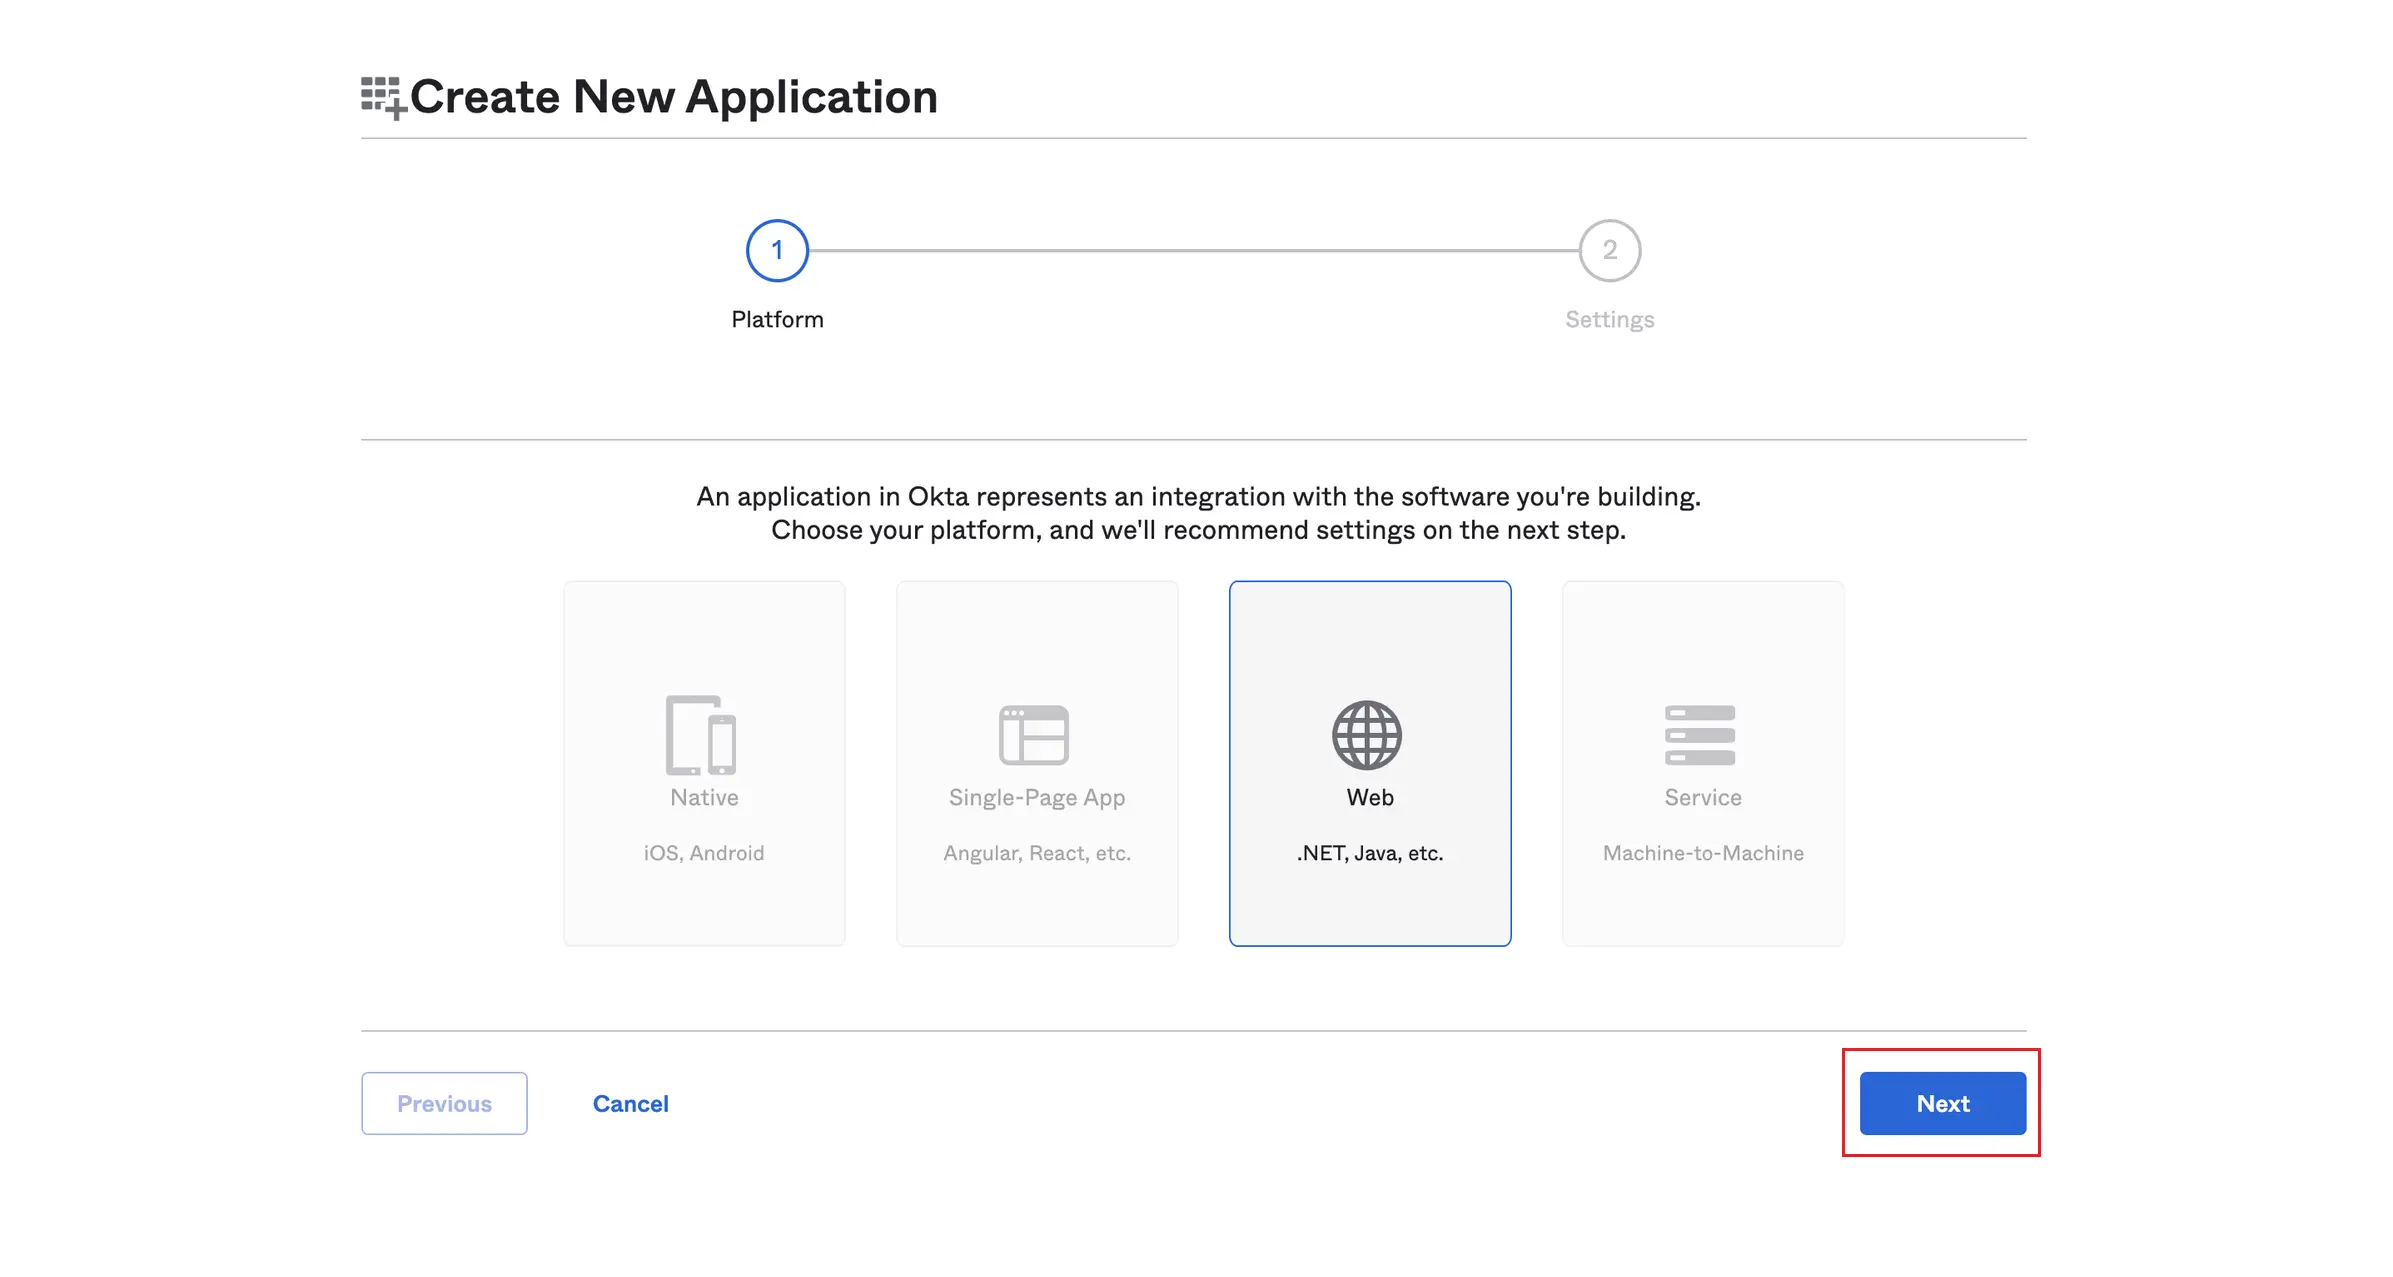 Create New Application
1
2
Platform
Settings
An application in Okta represents an integration with the software you're building.
Choose your platform, and we'll recommend settings on the next step.
Native
iOS, Android
Single-Page App
Angular, React, etc.
Web
.NET, Java, etc.
Service
Machine-to-Machine
Previous
Cancel
Next